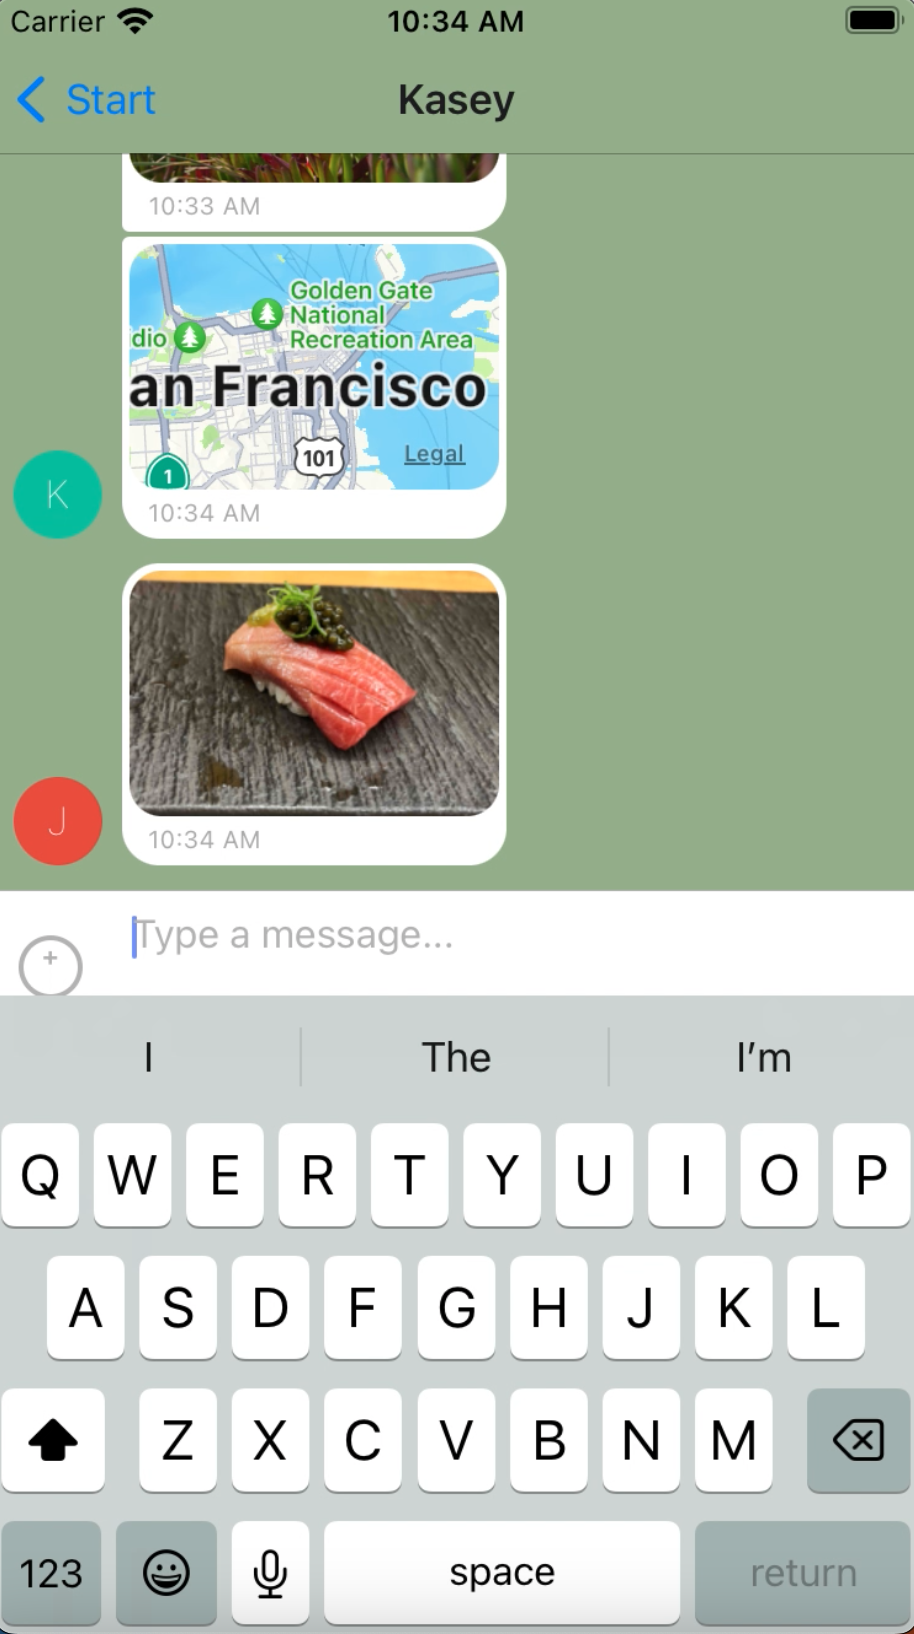 Carrier 10:34 AM
Start Kasey
10:33 AM
Golden Gate
National
Recreation Area
dio
an Francisco
101
Legal
1
K
10:34 AM
J
10:34 AM
Type a message...
I The I’m
Q W E R T Y U I O P
A S D F G H J K L
Z X C V B N M
123 space return